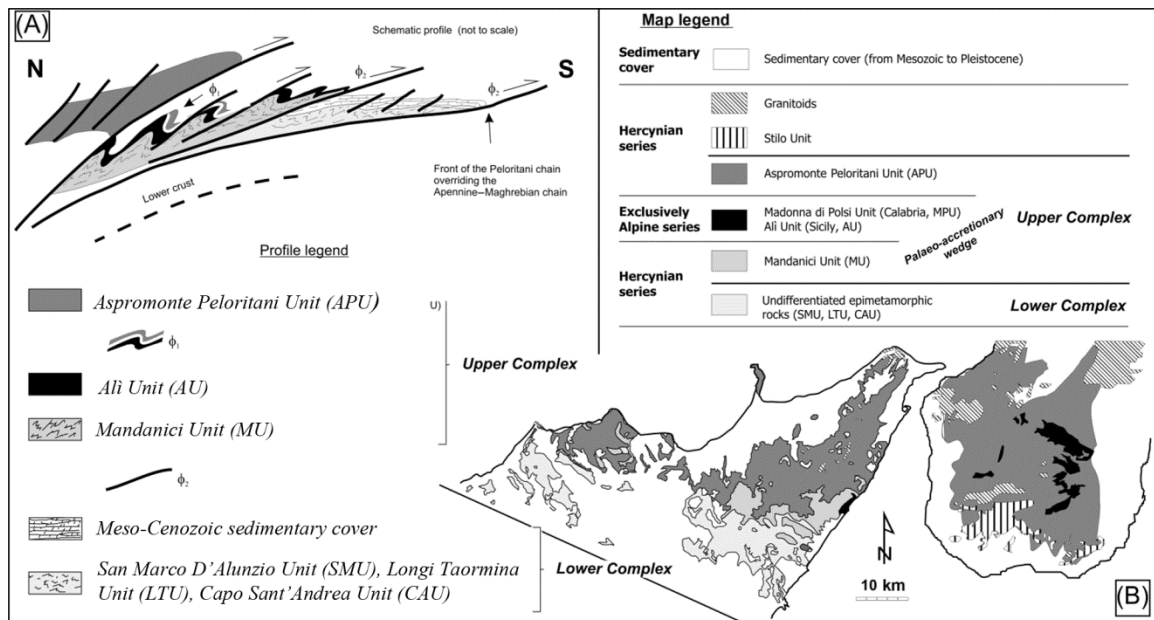 (A)
Schematic profile (not to scale)
N
S
ϕ1
ϕ2
ϕ2
Lower crust
Front of the Peloritani chain
overriding the
Apennine–Maghrebian chain
Profile legend
Aspromonte Peloritani Unit (APU)
ϕ1
Alì Unit (AU)
Mandanici Unit (MU)
ϕ2
Meso-Cenozoic sedimentary cover
San Marco D'Alunzio Unit (SMU), Longi Taormina
Unit (LTU), Capo Sant'Andrea Unit (CAU)
U)
Upper Complex
Lower Complex
Map legend
Sedimentary
cover
Sedimentary cover (from Mesozoic to Pleistocene)
Hercynian
series
Granitoids
Stilo Unit
Aspromonte Peloritani Unit (APU)
Exclusively
Alpine series
Madonna di Polsi Unit (Calabria, MPU)
Alì Unit (Sicily, AU)
Upper Complex
Palaeo-accretionary
wedge
Hercynian
series
Mandanici Unit (MU)
Undifferentiated epimetamorphic
rocks (SMU, LTU, CAU)
Lower Complex
N
10 km
(B)